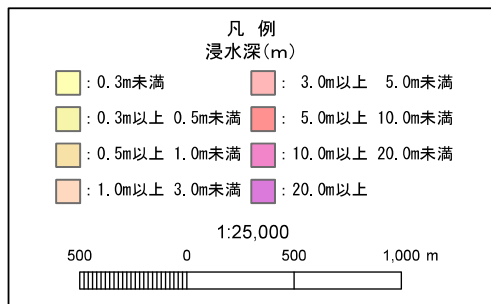 凡 例
浸水深(m)
: 0.3m未満
: 0.3m以上 0.5m未満
: 0.5m以上 1.0m未満
: 1.0m以上 3.0m未満
: 3.0m以上 5.0m未満
: 5.0m以上 10.0m未満
: 10.0m以上 20.0m未満
: 20.0m以上
1:25,000
500 0 500 1,000 m